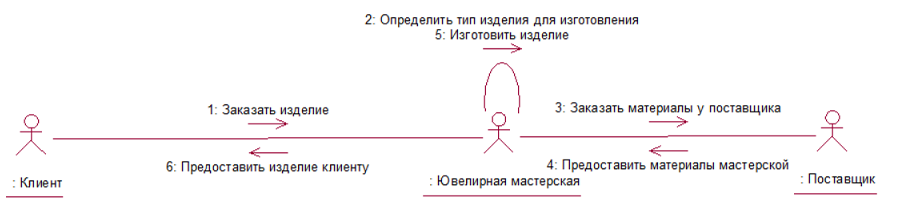 2: Определить тип изделия для изготовления
5: Изготовить изделие
1: Заказать изделие
3: Заказать материалы у поставщика
6: Предоставить изделие клиенту
4: Предоставить материалы мастерской
: Клиент
: Ювелирная мастерская
: Поставщик